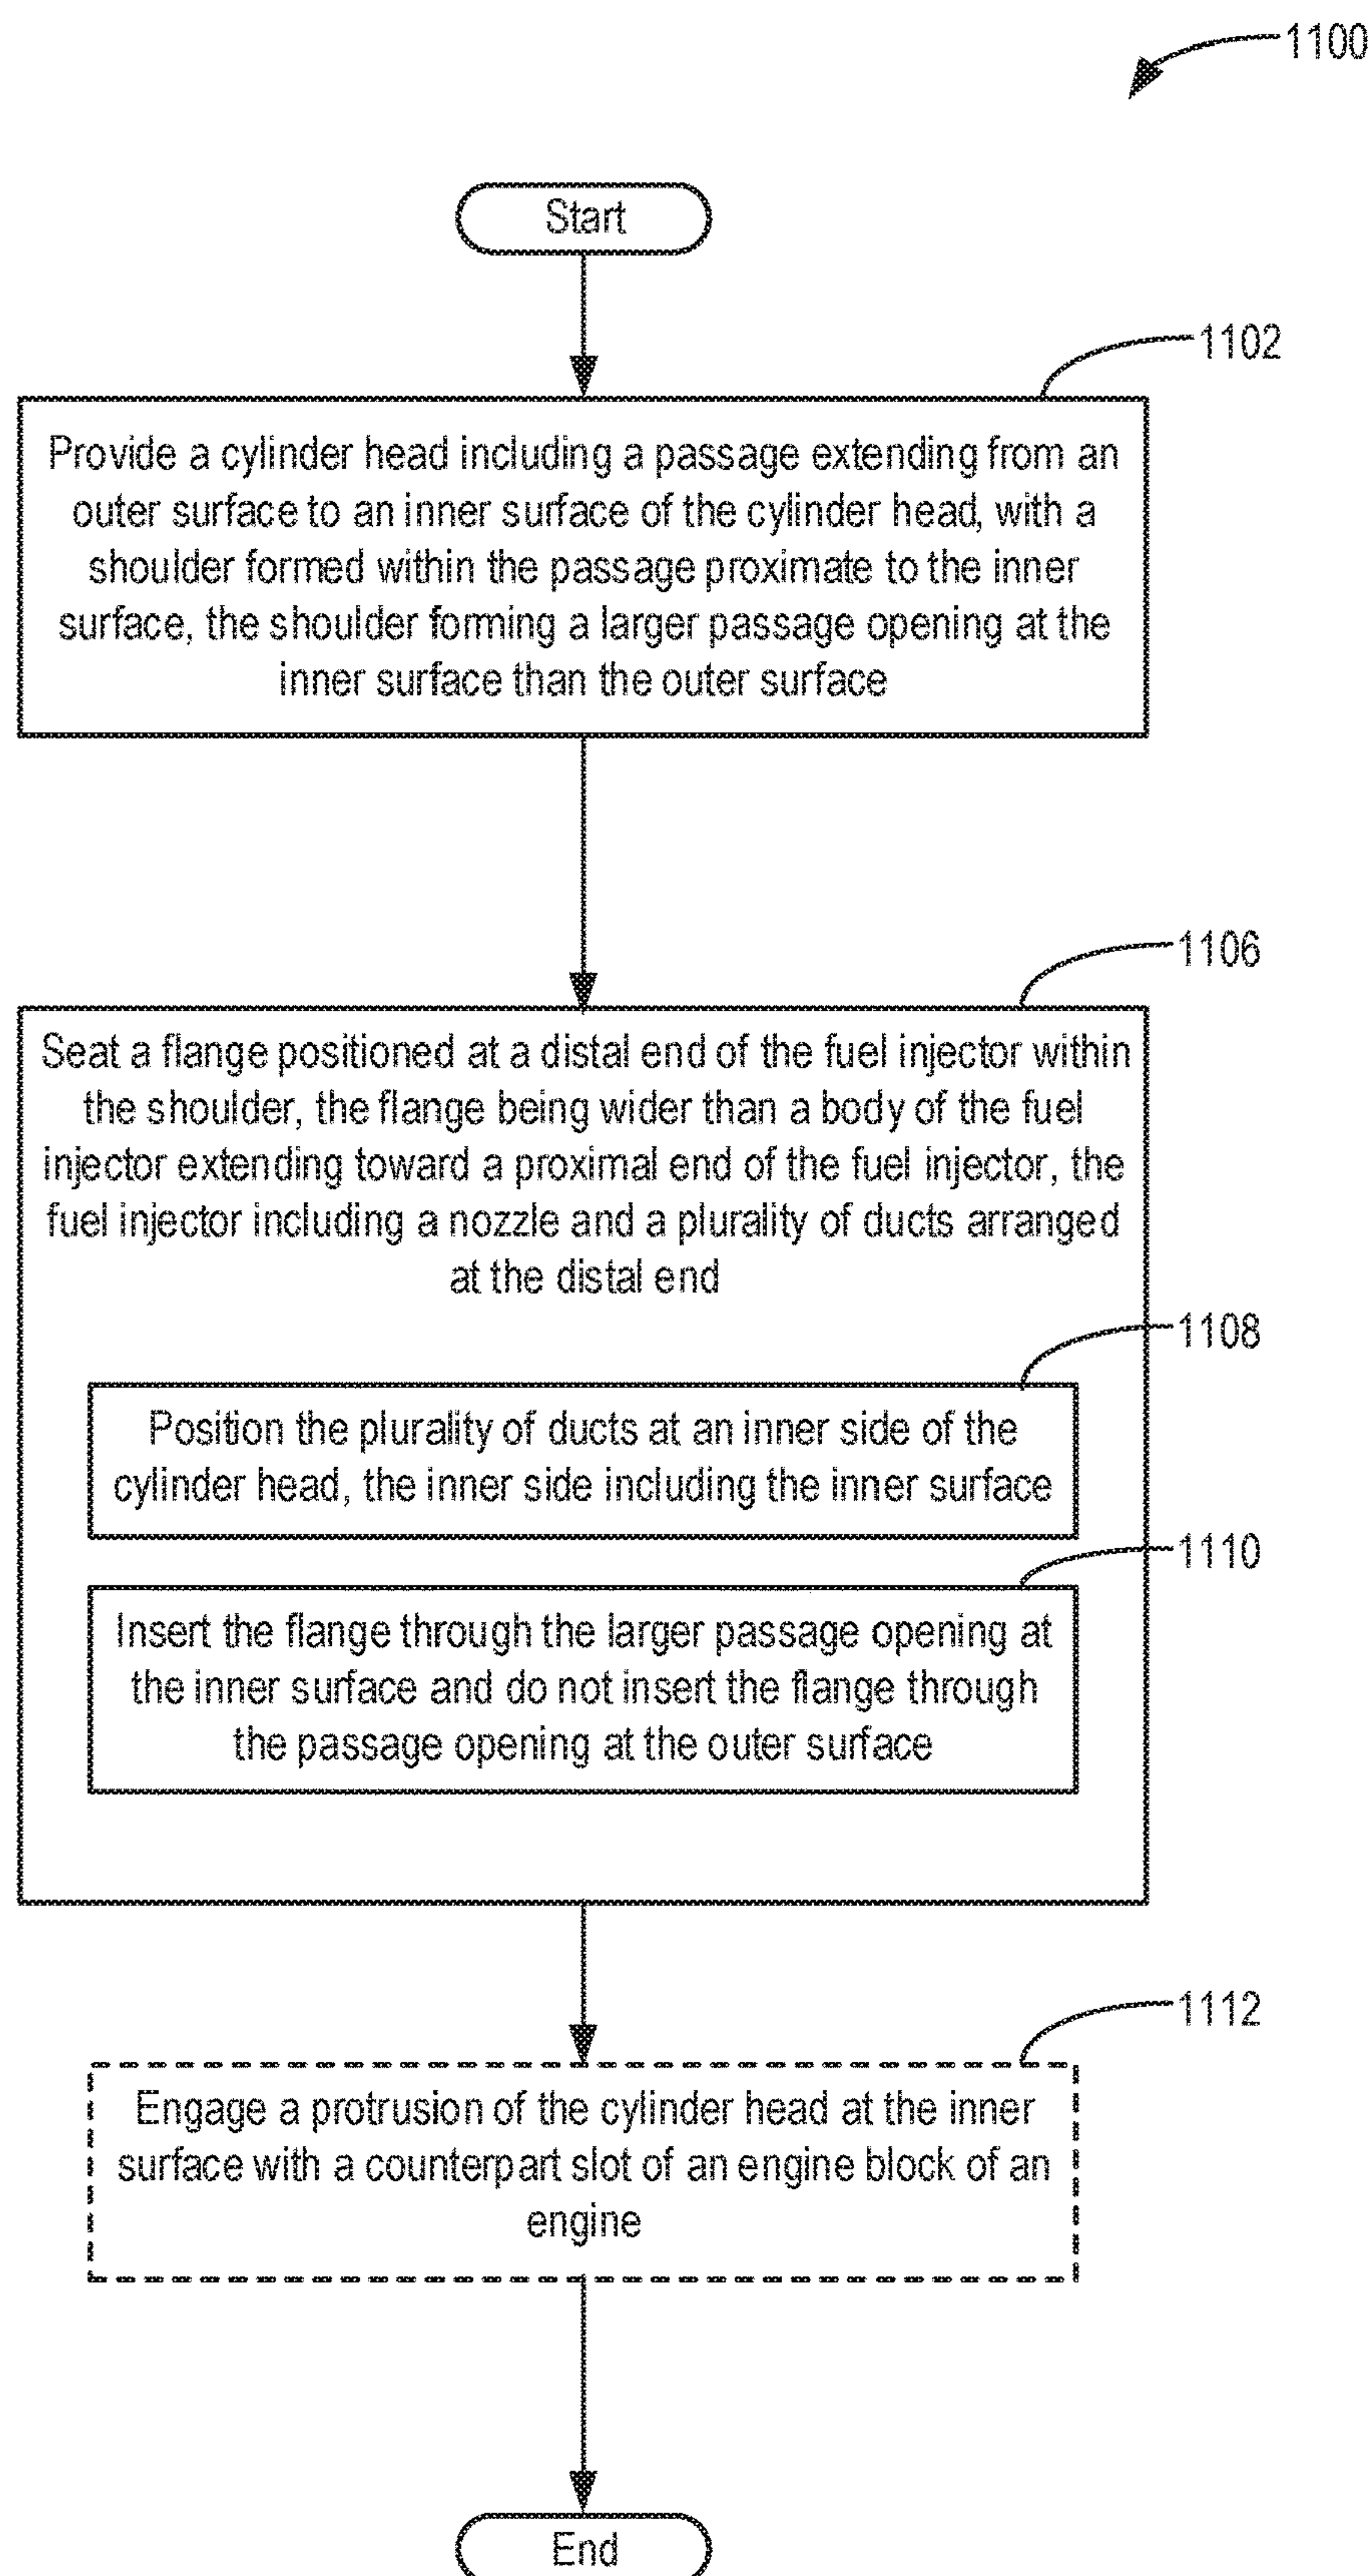 1100
Start
1102
Provide a cylinder head including a passage extending from an
outer surface to an inner surface of the cylinder head, with a
shoulder formed within the passage proximate to the inner
surface, the shoulder forming a larger passage opening at the
inner surface than the outer surface
1106
Seat a flange positioned at a distal end of the fuel injector within
the shoulder, the flange being wider than a body of the fuel
injector extending toward a proximal end of the fuel injector, the
fuel injector including a nozzle and a plurality of ducts arranged
at the distal end
1108
Position the plurality of ducts at an inner side of the
cylinder head, the inner side including the inner surface
1110
Insert the flange through the larger passage opening at
the inner surface and do not insert the flange through
the passage opening at the outer surface
1112
Engage a protrusion of the cylinder head at the inner
surface with a counterpart slot of an engine block of an
engine
End